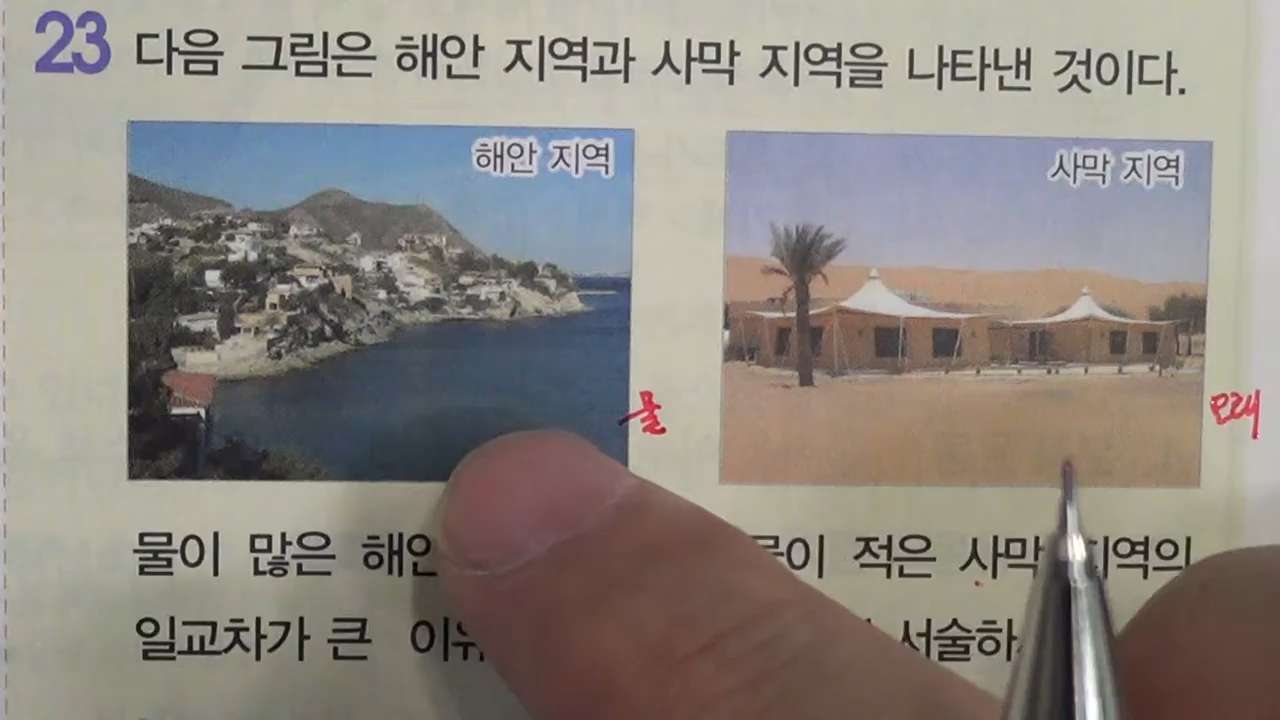 23 다음 그림은 해안 지역과 사막 지역을 나타낸 것이다.
해안 지역
사막 지역
물
모래
물이 많은 해안 적은 사막 지역의
일교차가 큰 이유 서술하